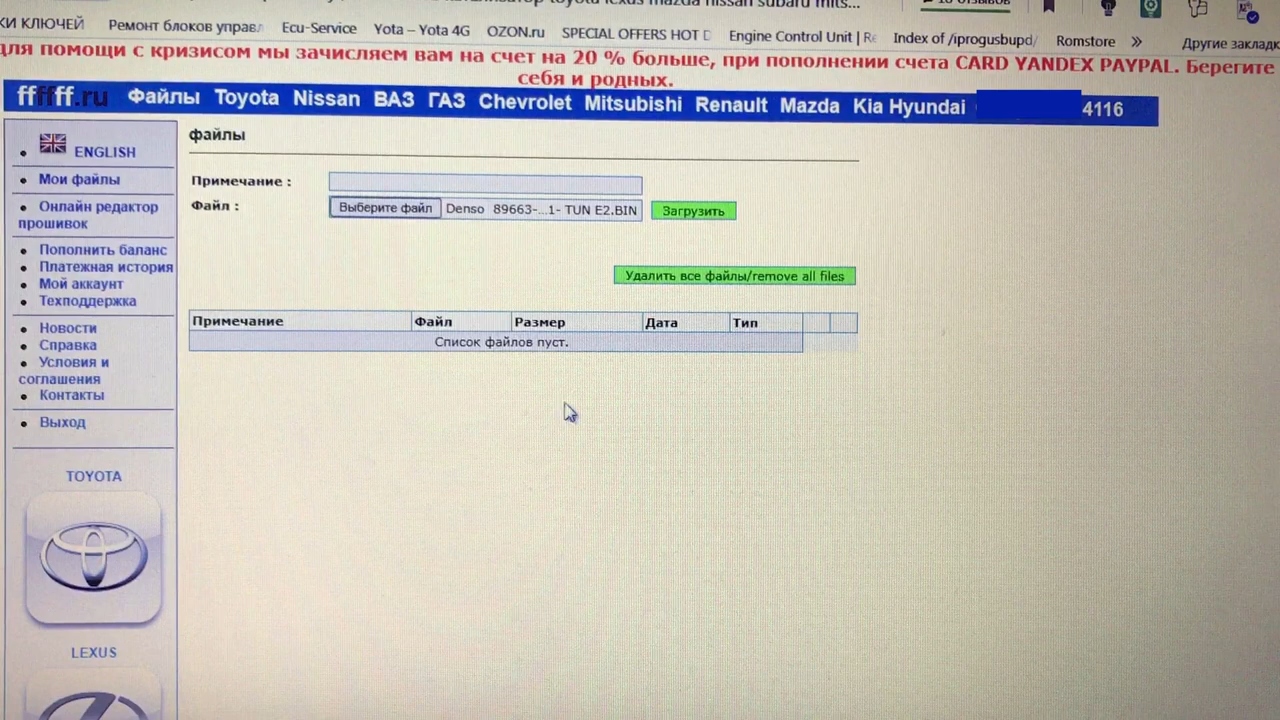 КИ КЛЮЧЕЙ Ремонт блоков управл Ecu-Service Yota – Yota 4G OZON.ru SPECIAL OFFERS HOT D Engine Control Unit | Re Index of /iprogusbupd/ Romstore » Другие закладк
для помощи с кризисом мы зачисляем вам на счет на 20 % больше, при пополнении счета CARD YANDEX PAYPAL. Берегите
себя и родных.
ffffff.ru Файлы Toyota Nissan ВАЗ ГАЗ Chevrolet Mitsubishi Renault Mazda Kia Hyundai 4116
ENGLISH
Мои файлы
Онлайн редактор
прошивок
Пополнить баланс
Платежная история
Мой аккаунт
Техподдержка
Новости
Справка
Условия и
соглашения
Контакты
Выход
TOYOTA
LEXUS
файлы
Примечание :
Файл : Выберите файл Denso 89663-...1- TUN E2.BIN Загрузить
Удалить все файлы/remove all files
Примечание Файл Размер Дата Тип
Список файлов пуст.